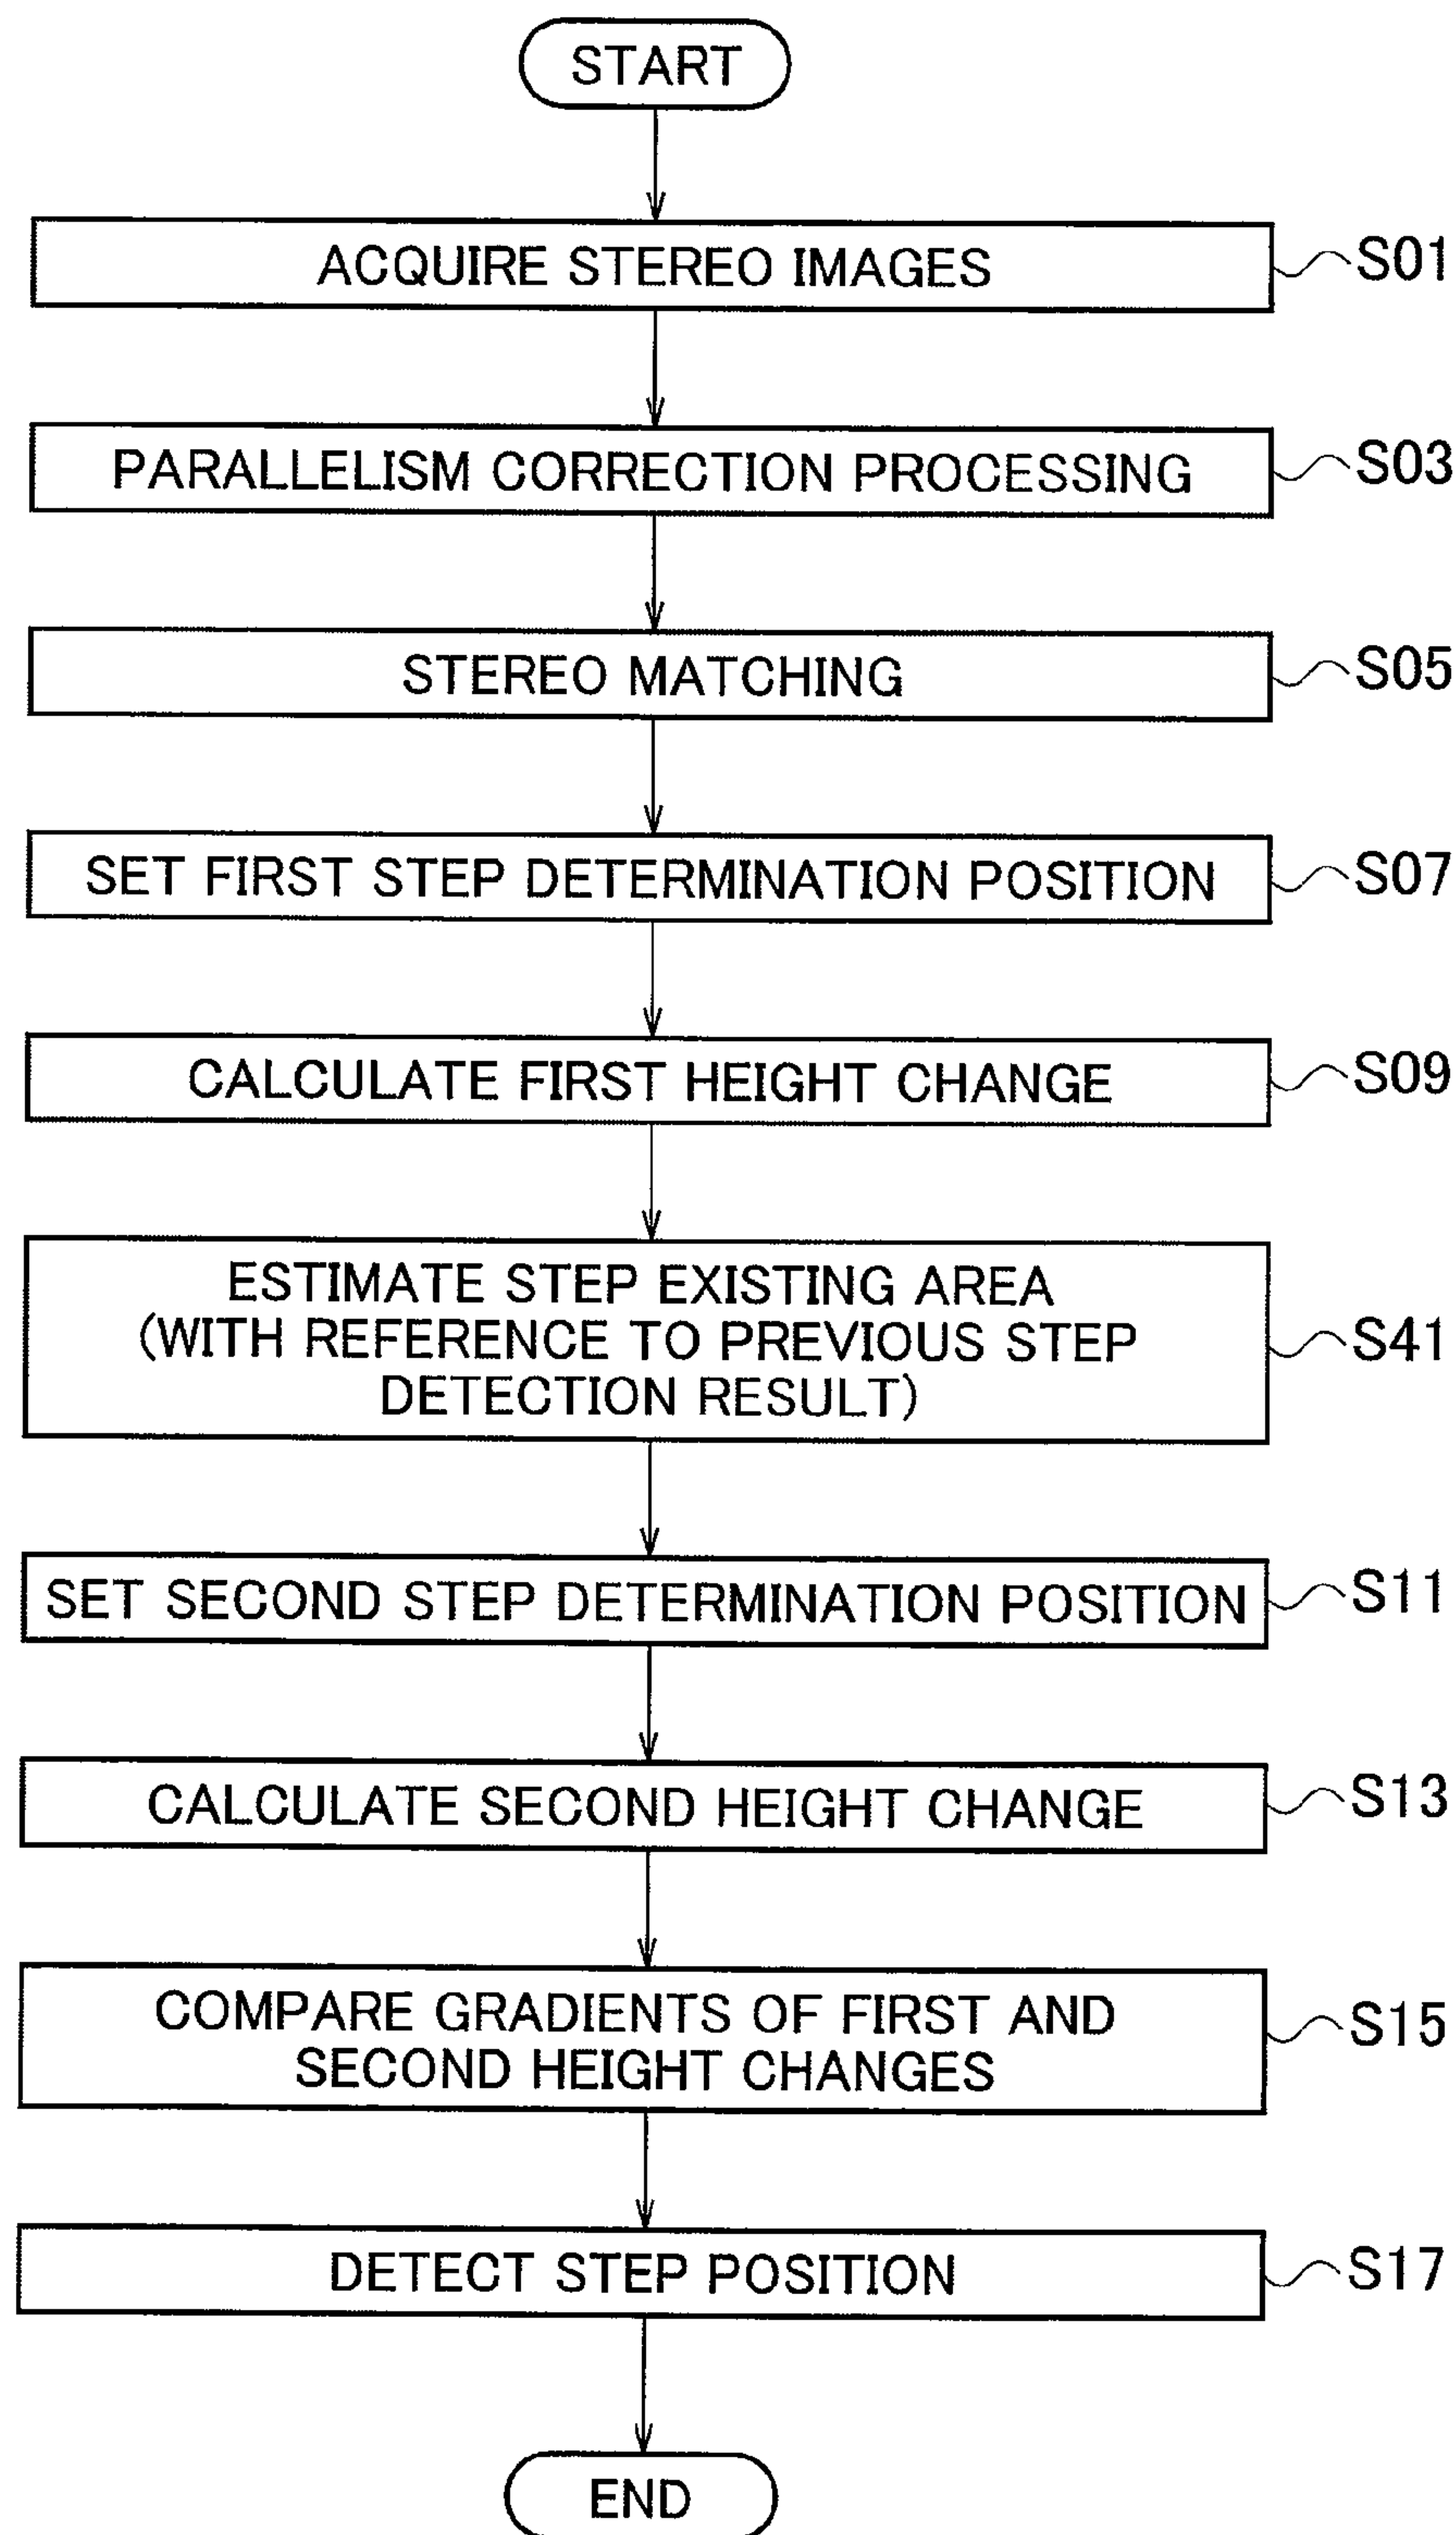 START
ACQUIRE STEREO IMAGES
S01
PARALLELISM CORRECTION PROCESSING
S03
STEREO MATCHING
S05
SET FIRST STEP DETERMINATION POSITION
S07
CALCULATE FIRST HEIGHT CHANGE
S09
ESTIMATE STEP EXISTING AREA
(WITH REFERENCE TO PREVIOUS STEP
DETECTION RESULT)
S41
SET SECOND STEP DETERMINATION POSITION
S11
CALCULATE SECOND HEIGHT CHANGE
S13
COMPARE GRADIENTS OF FIRST AND
SECOND HEIGHT CHANGES
S15
DETECT STEP POSITION
S17
END